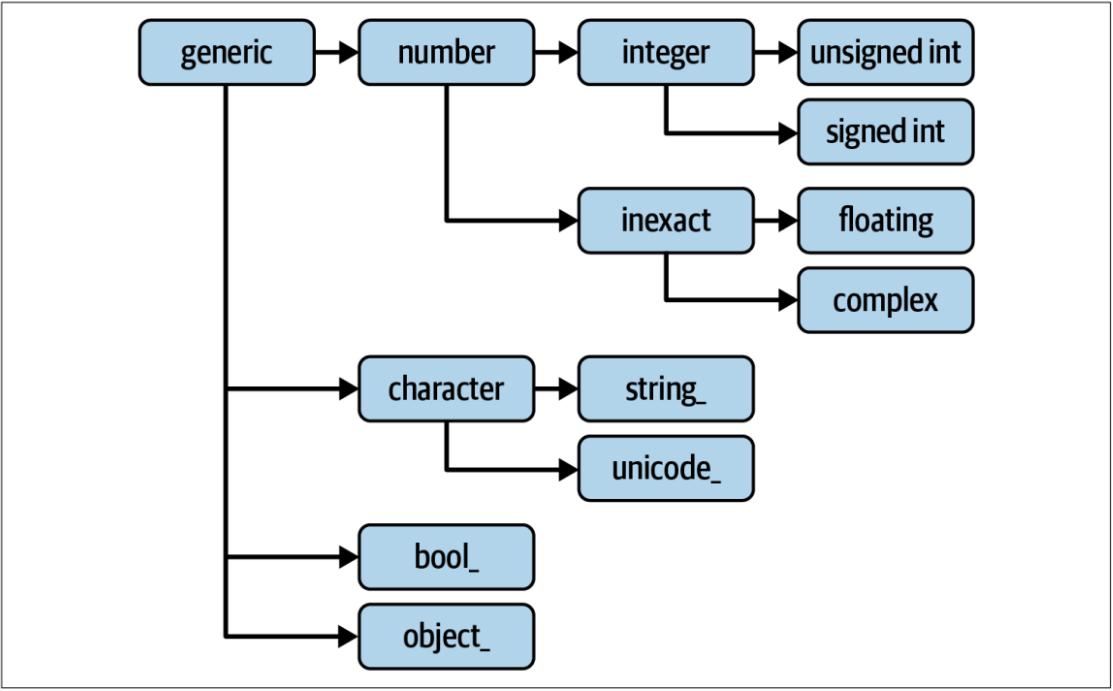 generic
number
integer
unsigned int
signed int
inexact
floating
complex
character
string_
unicode_
bool_
object_